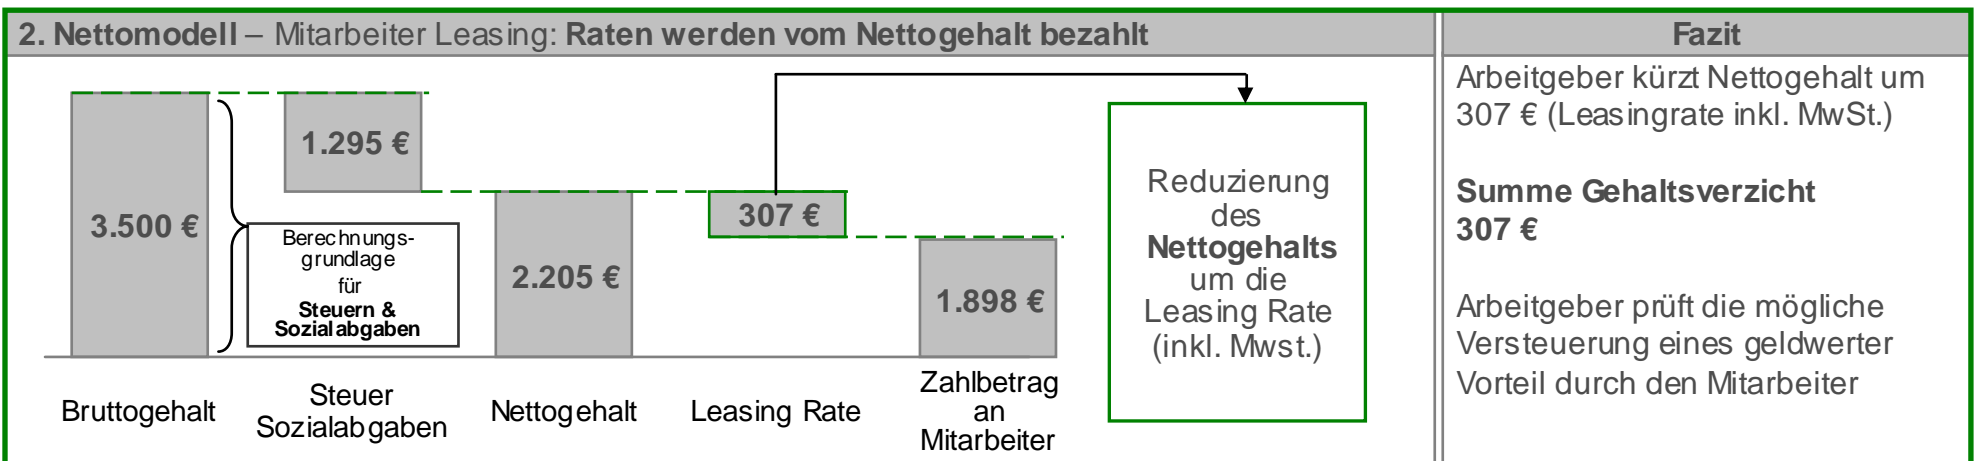 2. Nettomodell – Mitarbeiter Leasing: Raten werden vom Nettogehalt bezahlt
Fazit
3.500 €
1.295 €
Berechnungs-
grundlage
für
Steuern &
Sozialabgaben
2.205 €
307 €
1.898 €
Reduzierung
des
Nettogehalts
um die
Leasing Rate
(inkl. Mwst.)
Bruttogehalt
Steuer
Sozialabgaben
Nettogehalt
Leasing Rate
Zahlbetrag
an
Mitarbeiter
Arbeitgeber kürzt Nettogehalt um
307 € (Leasingrate inkl. MwSt.)
Summe Gehaltsverzicht
307 €
Arbeitgeber prüft die mögliche
Versteuerung eines geldwerter
Vorteil durch den Mitarbeiter